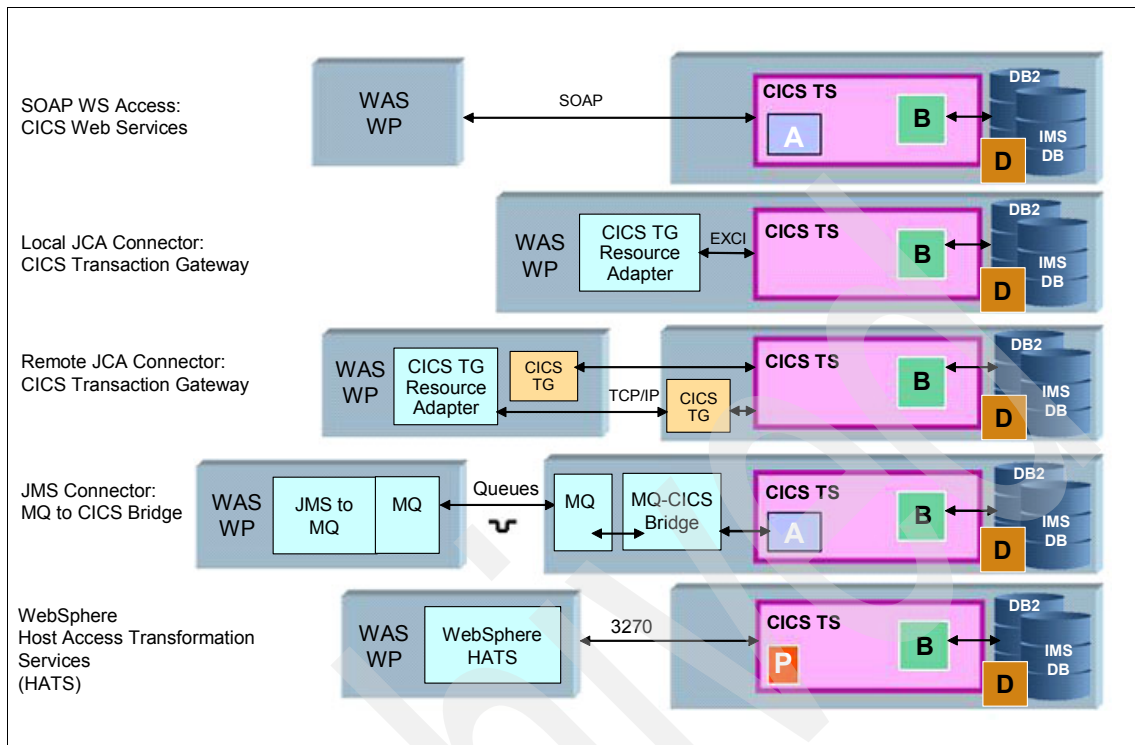 SOAP WS Access:
CICS Web Services
WAS
WP
SOAP
CICS TS
A
B
D
DB2
IMS
DB
Local JCA Connector:
CICS Transaction Gateway
WAS
WP
CICS TG
Resource
Adapter
EXCI
CICS TS
B
D
DB2
IMS
DB
Remote JCA Connector:
CICS Transaction Gateway
WAS
WP
CICS TG
Resource
Adapter
CICS
TG
TCP/IP
CICS
TG
CICS TS
B
D
DB2
IMS
DB
JMS Connector:
MQ to CICS Bridge
WAS
WP
JMS to
MQ
MQ
Queues
MQ
MQ-CICS
Bridge
CICS TS
A
B
D
DB2
IMS
DB
WebSphere
Host Access Transformation
Services
(HATS)
WAS
WP
WebSphere
HATS
3270
CICS TS
P
B
D
DB2
IMS
DB